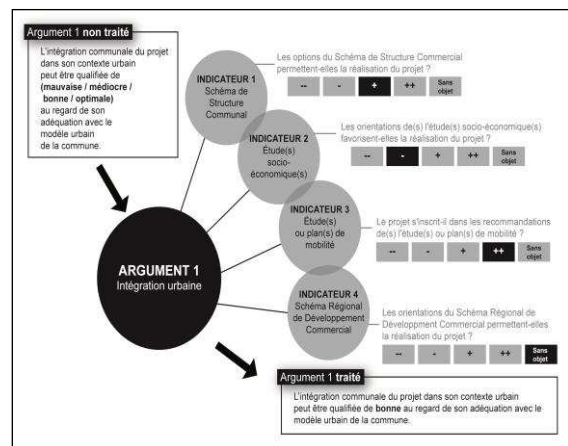 Argument 1 non traité
L'intégration communale du projet
dans son contexte urbain
peut être qualifiée de
(mauvaise / médiocre /
bonne / optimale)
au regard de son
adéquation avec le
modèle urbain
de la commune.
INDICATEUR 1
Schéma de
Structure
Communal
Les options du Schéma de Structure Commercial
permettent-elles la réalisation du projet ?
-- - + ++ Sans
objet
INDICATEUR 2
Étude(s)
socio-
économique(s)
Les orientations de(s) l'étude(s) socio-économique(s)
favorisent-elles la réalisation du projet ?
-- - + ++ Sans
objet
INDICATEUR 3
Étude(s)
ou plan(s) de
mobilité
Le projet s'inscrit-il dans les recommandations
de(s) l'étude(s) ou plan(s) de mobilité ?
-- - + ++ Sans
objet
ARGUMENT 1
Intégration urbaine
INDICATEUR 4
Schéma Régional
de Développement
Commercial
Les orientations du Schéma Régional de
Développment Commercial permettent-elles
la réalisation du projet ?
-- - + ++ Sans
objet
Argument 1 traité
L'intégration communale du projet dans son contexte urbain
peut être qualifiée de bonne au regard de son adéquation avec le
modèle urbain de la commune.